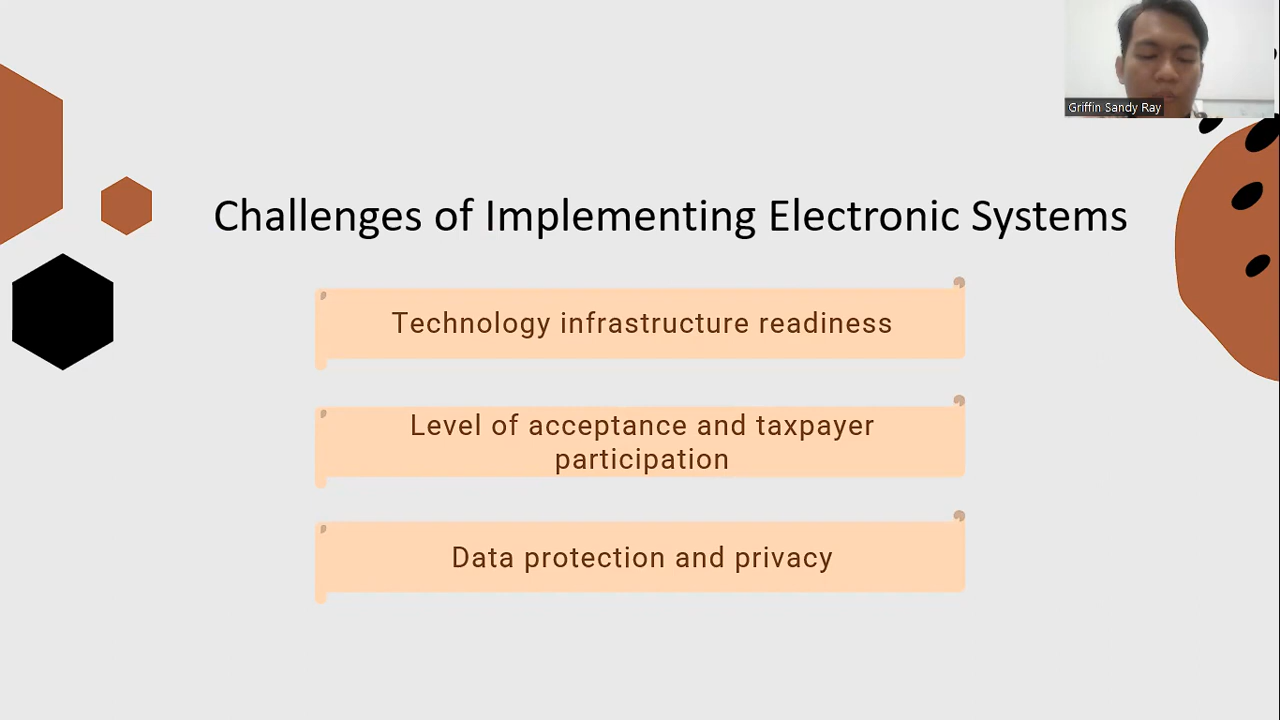 Griffin Sandy Ray
Challenges of Implementing Electronic Systems
Technology infrastructure readiness
Level of acceptance and taxpayer
participation
Data protection and privacy